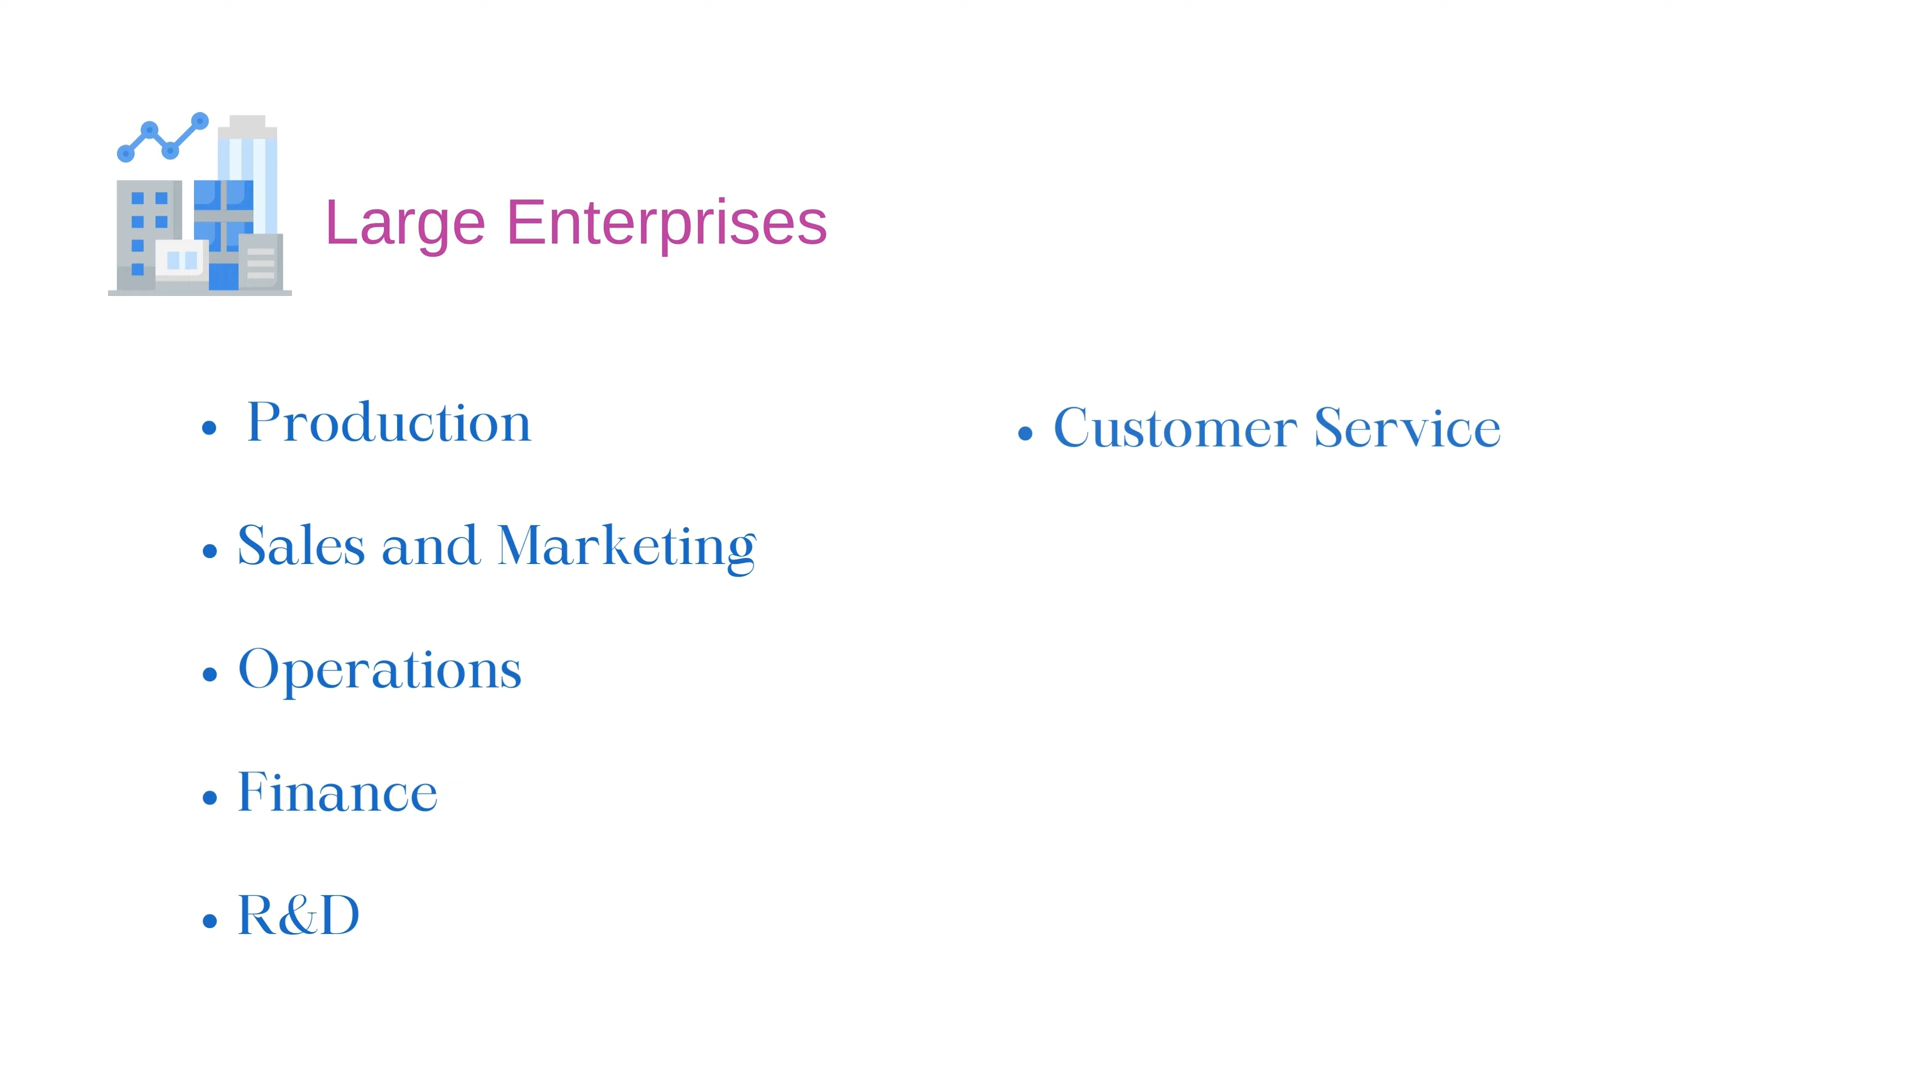 Large Enterprises
• Production
• Sales and Marketing
• Operations
• Finance
• R&D
• Customer Service